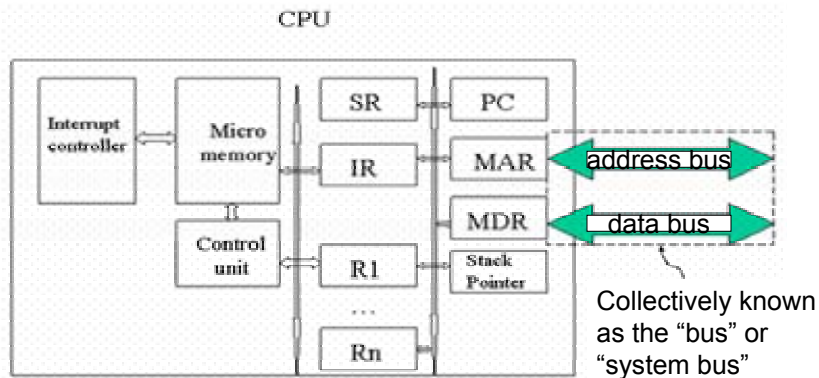 CPU
Interrupt
controller
Micro
memory
Control
unit
SR
IR
R1
...
Rn
PC
MAR
MDR
Stack
Pointer
address bus
data bus
Collectively known
as the “bus” or
“system bus”